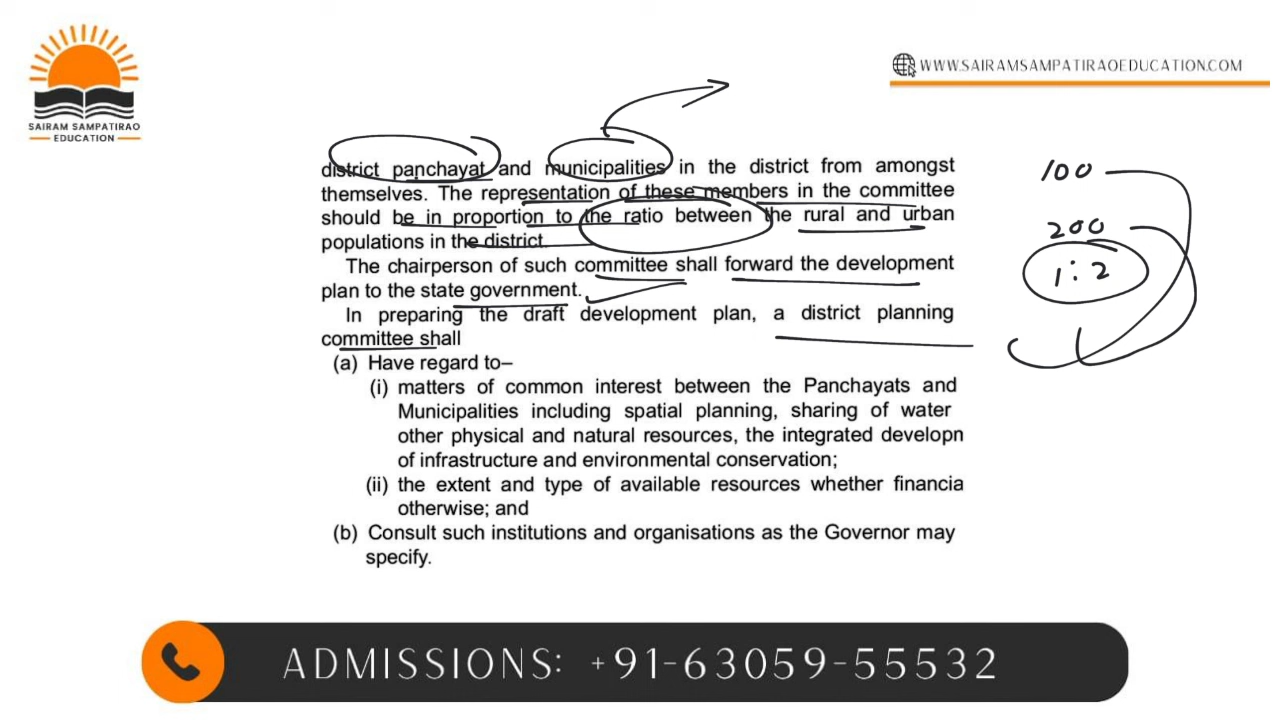 WWW.SAIRAMSAMPATIRAOEDUCATION.COM
SAIRAM SAMPATIRAO
EDUCATION
district panchayat and municipalities in the district from amongst
themselves. The representation of these members in the committee
should be in proportion to the ratio between the rural and urban
populations in the district.
The chairperson of such committee shall forward the development
plan to the state government.
In preparing the draft development plan, a district planning
committee shall
(a) Have regard to–
(i) matters of common interest between the Panchayats and
Municipalities including spatial planning, sharing of water
other physical and natural resources, the integrated developn
of infrastructure and environmental conservation;
(ii) the extent and type of available resources whether financia
otherwise; and
(b) Consult such institutions and organisations as the Governor may
specify.
100
200
1:2
ADMISSIONS: +91-63059-55532